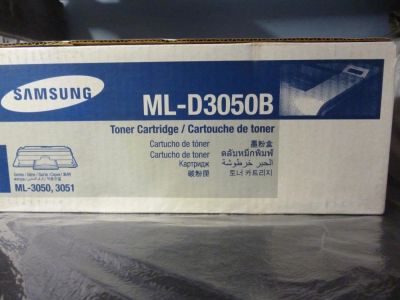 SAMSUNG
ML-D3050B
Toner Cartridge / Cartouche de toner
Cartucho de tóner
Cartucho de toner
Картридж
墨粉盒
ตลับหมึกพิมพ์
الحبر خرطوشة
토너 카트리지
ML-3050, 3051